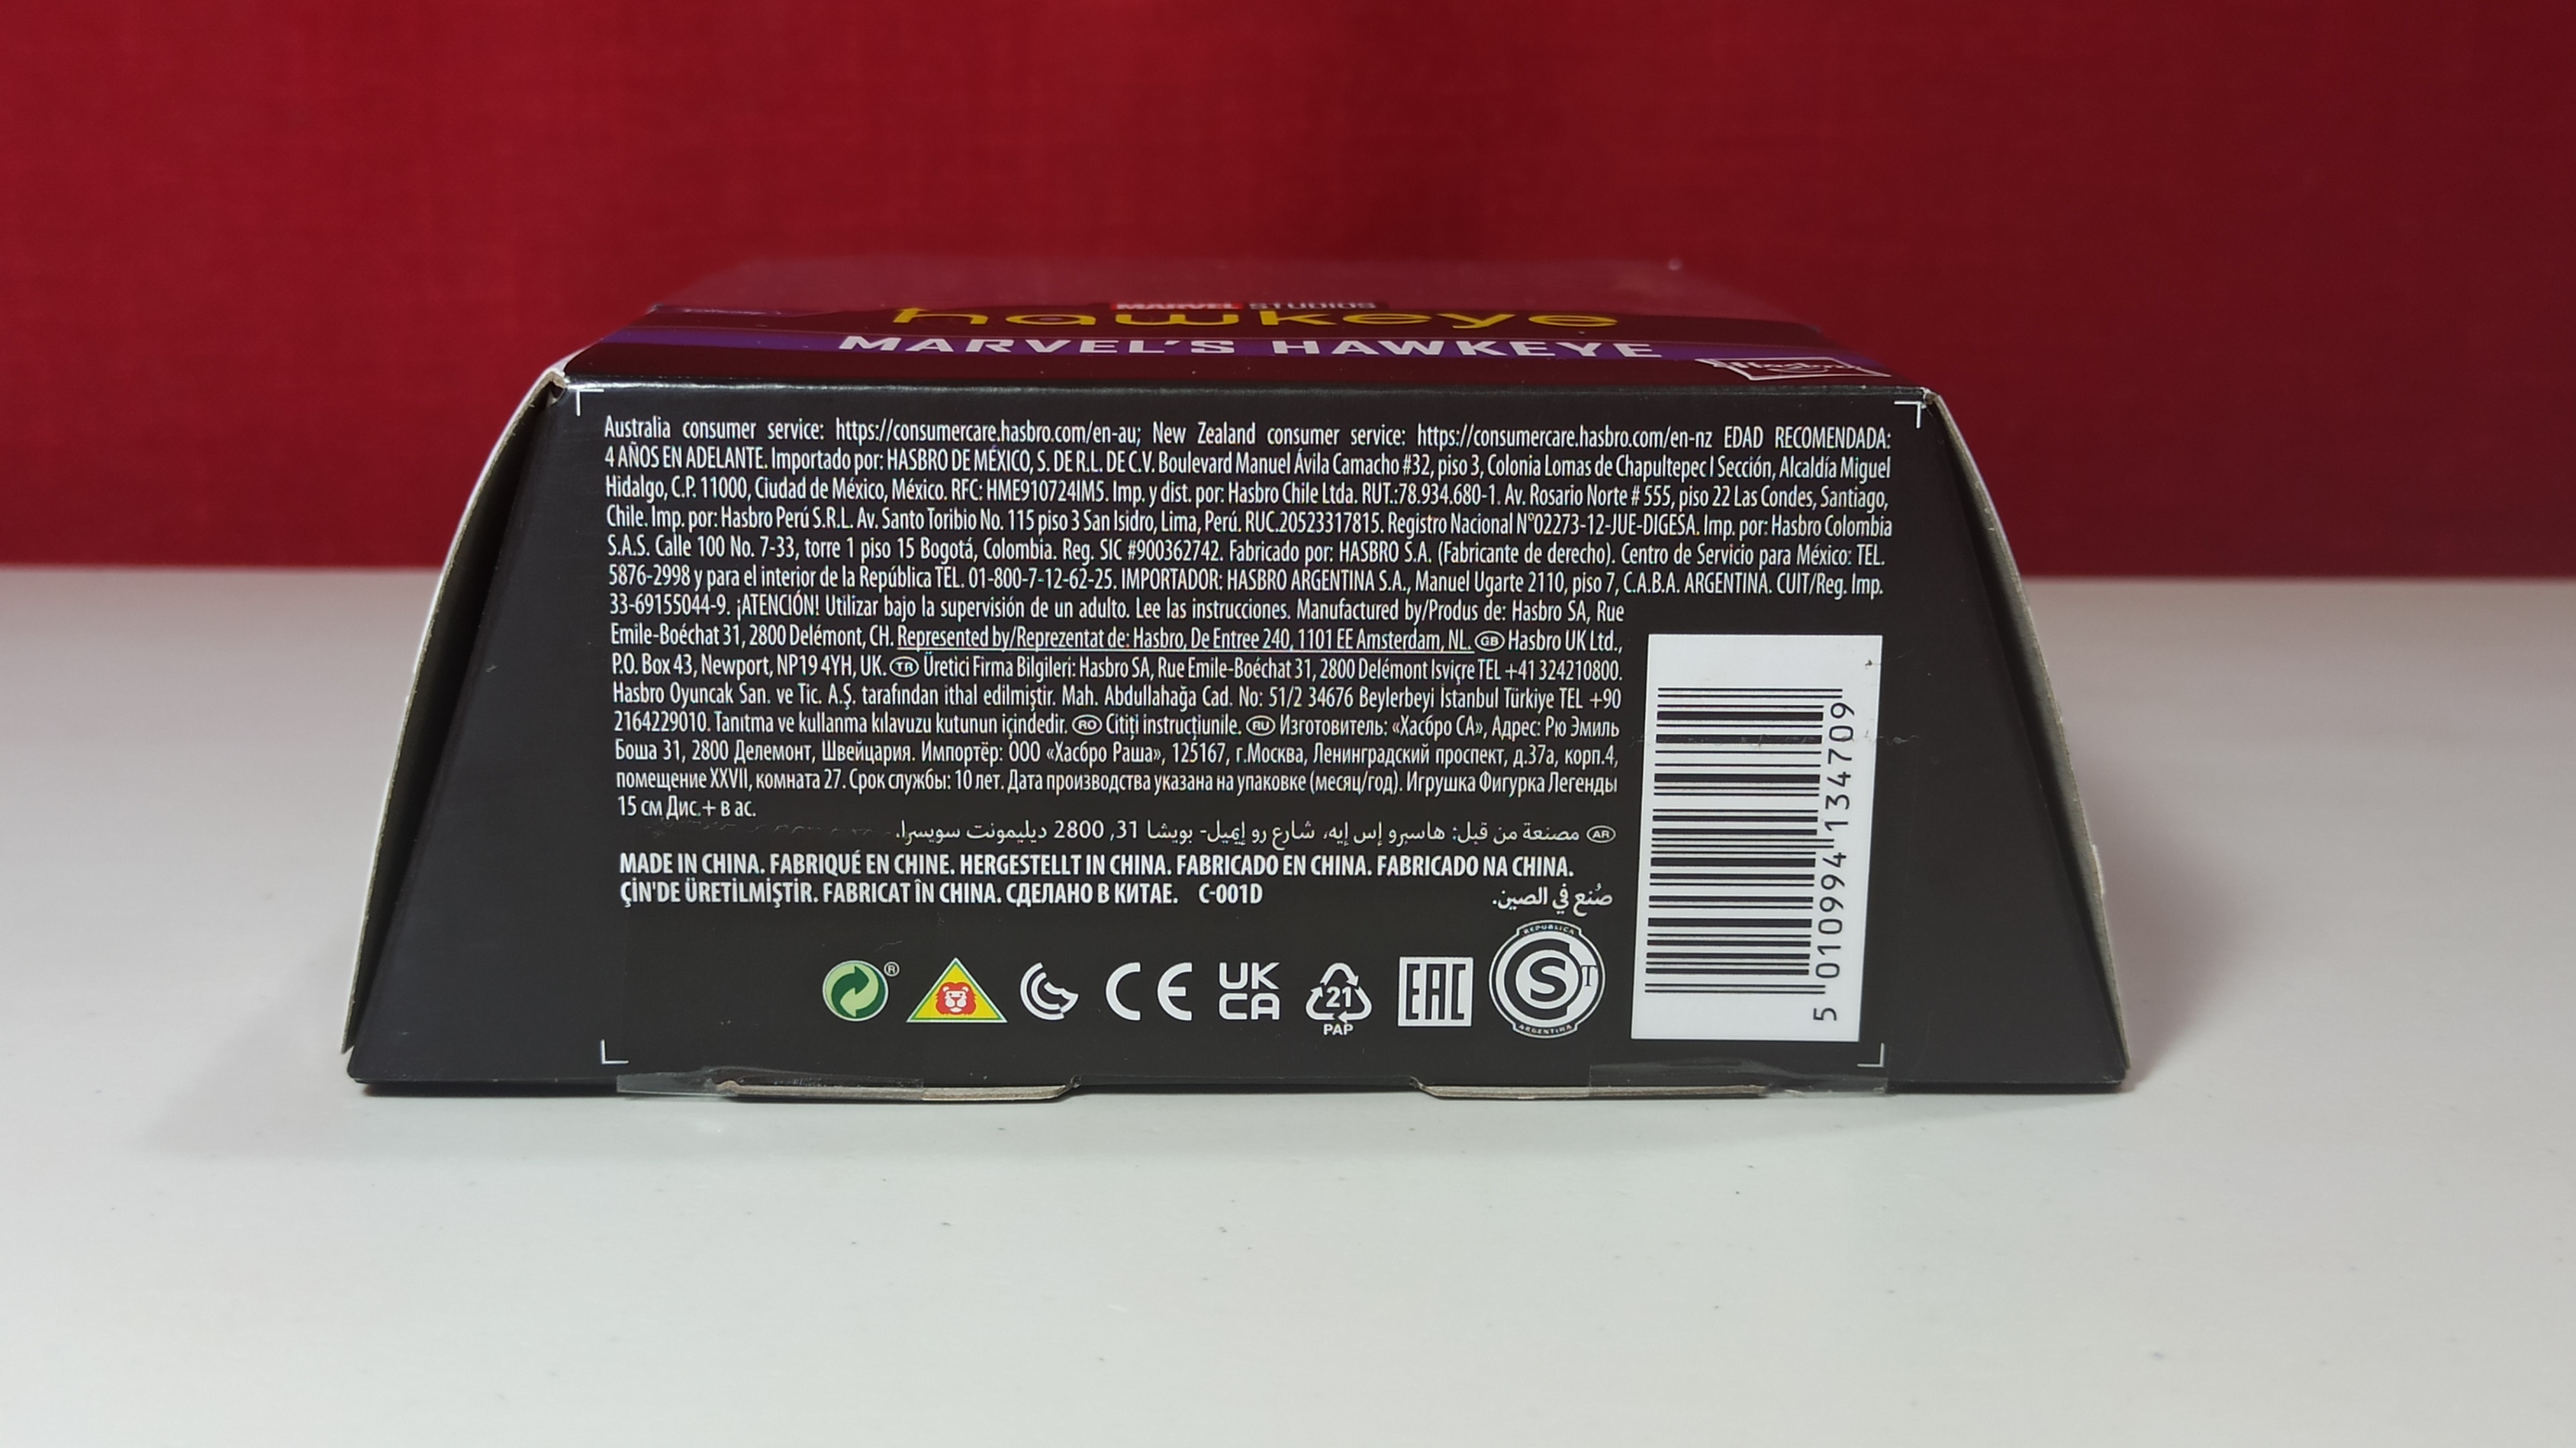 MARVEL STUDIOS
hawkeye
MARVEL'S HAWKEYE
Hasbro
Australia consumer service: https://consumercare.hasbro.com/en-au; New Zealand consumer service: https://consumercare.hasbro.com/en-nz EDAD RECOMENDADA:
4 AÑOS EN ADELANTE. Importado por: HASBRO DE MÉXICO, S. DE R.L. DE C.V. Boulevard Manuel Ávila Camacho #32, piso 3, Colonia Lomas de Chapultepec I Sección, Alcaldía Miguel
Hidalgo, C.P. 11000, Ciudad de México, México. RFC: HME910724IM5. Imp. y dist. por: Hasbro Chile Ltda. RUT.:78.934.680-1. Av. Rosario Norte # 555, piso 22 Las Condes, Santiago,
Chile. Imp. por: Hasbro Perú S.R.L. Av. Santo Toribio No. 115 piso 3 San Isidro, Lima, Perú. RUC.20523317815. Registro Nacional N°02273-12-JUE-DIGESA. Imp. por: Hasbro Colombia
S.A.S. Calle 100 No. 7-33, torre 1 piso 15 Bogotá, Colombia. Reg. SIC #900362742. Fabricado por: HASBRO S.A. (Fabricante de derecho). Centro de Servicio para México: TEL.
5876-2998 y para el interior de la República TEL. 01-800-7-12-62-25. IMPORTADOR: HASBRO ARGENTINA S.A., Manuel Ugarte 2110, piso 7, C.A.B.A. ARGENTINA. CUIT/Reg. Imp.
33-69155044-9. ¡ATENCIÓN! Utilizar bajo la supervisión de un adulto. Lee las instrucciones. Manufactured by/Produs de: Hasbro SA, Rue
Emile-Boéchat 31, 2800 Delémont, CH. Represented by/Reprezentat de: Hasbro, De Entree 240, 1101 EE Amsterdam, NL. GB Hasbro UK Ltd.,
P.O. Box 43, Newport, NP19 4YH, UK. TR Üretici Firma Bilgileri: Hasbro SA, Rue Emile-Boéchat 31, 2800 Delémont Isviçre TEL +41 324210800.
Hasbro Oyuncak San. ve Tic. A.Ş. tarafından ithal edilmiştir. Mah. Abdullahağa Cad. No: 51/2 34676 Beylerbeyi İstanbul Türkiye TEL +90
2164229010. Tanıtma ve kullanma kılavuzu kutunun içindedir. RO Citiți instrucțiunile. RU Изготовитель: «Хасбро СА», Адрес: Рю Эмиль
Боша 31, 2800 Делемонт, Швейцария. Импортёр: ООО «Хасбро Раша», 125167, г.Москва, Ленинградский проспект, д.37а, корп.4,
помещение XXVII, комната 27. Срок службы: 10 лет. Дата производства указана на упаковке (месяц/год). Игрушка Фигурка Легенды
15 см Дис.+ в ас.
AR مصنعة من قبل: هاسبرو إس إيه، شارع رو إيميل- بويشا 31, 2800 ديليمونت سويسرا.
MADE IN CHINA. FABRIQUÉ EN CHINE. HERGESTELLT IN CHINA. FABRICADO EN CHINA. FABRICADO NA CHINA.
ÇİN'DE ÜRETİLMİŞTİR. FABRICAT ÎN CHINA. СДЕЛАНО В КИТАЕ. C-001D صُنع في الصين.
® CE UK CA 21 PAP EAC REPUBLICA S ARGENTINA
5 010994 134709